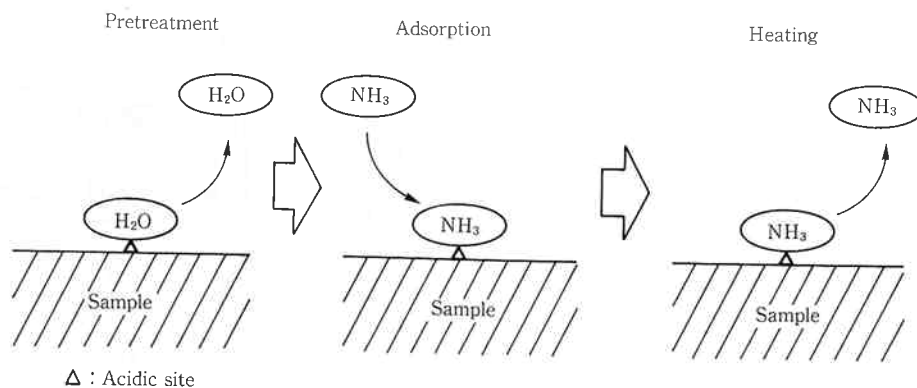 Pretreatment
Adsorption
Heating
H₂O
NH₃
NH₃
H₂O
NH₃
NH₃
Sample
Sample
Sample
Δ : Acidic site